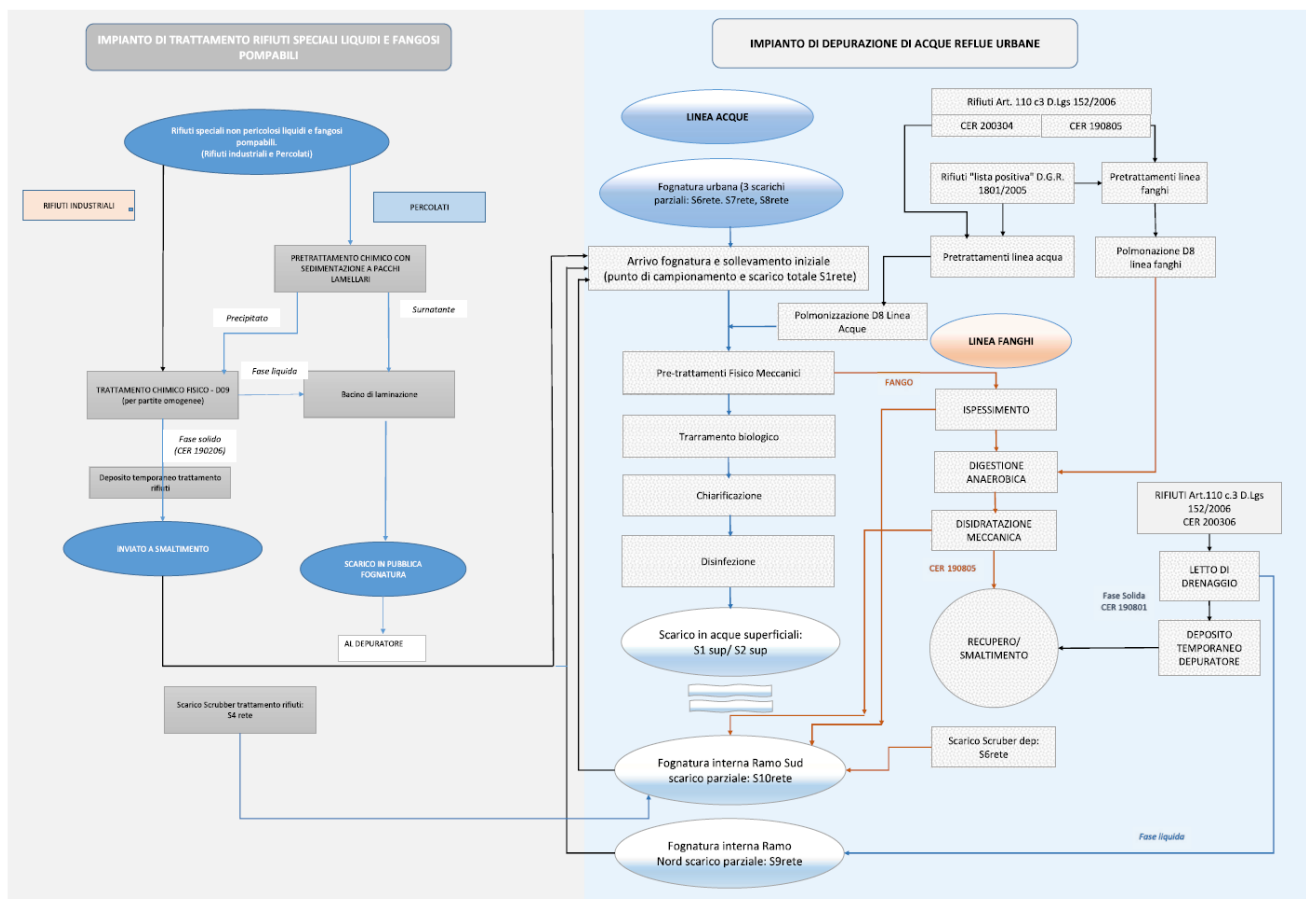 IMPIANTO DI TRATTAMENTO RIFIUTI SPECIALI LIQUIDI E FANGOSI
POMPABILI
Rifiuti speciali non pericolosi liquidi e fangosi
pompabili.
(Rifiuti industriali e Percolati)
RIFIUTI INDUSTRIALI
PERCOLATI
PRETRATTAMENTO CHIMICO CON
SEDIMENTAZIONE A PACCHI
LAMELLARI
Precipitato
Surnatante
TRATTAMENTO CHIMICO FISICO - D09
(per partite omogenee)
Fase liquida
Bacino di laminazione
Fase solido
(CER 190206)
Deposito temporaneo trattamento
rifiuti
INVIATO A SMALTIMENTO
SCARICO IN PUBBLICA
FOGNATURA
AL DEPURATORE
Scarico Scrubber trattamento rifiuti:
S4 rete
IMPIANTO DI DEPURAZIONE DI ACQUE REFLUE URBANE
LINEA ACQUE
Fognatura urbana (3 scarichi
parziali: S6rete. S7rete, S8rete
Arrivo fognatura e sollevamento iniziale
(punto di campionamento e scarico totale S1rete)
Polmonizzazione D8 Linea
Acque
Pre-trattamenti Fisico Meccanici
Trarramento biologico
Chiarificazione
Disinfezione
Scarico in acque superficiali:
S1 sup/ S2 sup
Fognatura interna Ramo Sud
scarico parziale: S10rete
Fognatura interna Ramo
Nord scarico parziale: S9rete
Rifiuti Art. 110 c3 D.Lgs 152/2006
CER 200304
CER 190805
Rifiuti "lista positiva" D.G.R.
1801/2005
Pretrattamenti linea
fanghi
Pretrattamenti linea acqua
Polmonazione D8
linea fanghi
LINEA FANGHI
FANGO
ISPESSIMENTO
DIGESTIONE
ANAEROBICA
DISIDRATAZIONE
MECCANICA
CER 190805
RECUPERO/
SMALTIMENTO
RIFIUTI Art.110 c.3 D.Lgs
152/2006
CER 200306
LETTO DI
DRENAGGIO
Fase Solida
CER 190801
DEPOSITO
TEMPORANEO
DEPURATORE
Scarico Scruber dep:
S6rete
Fase liquida